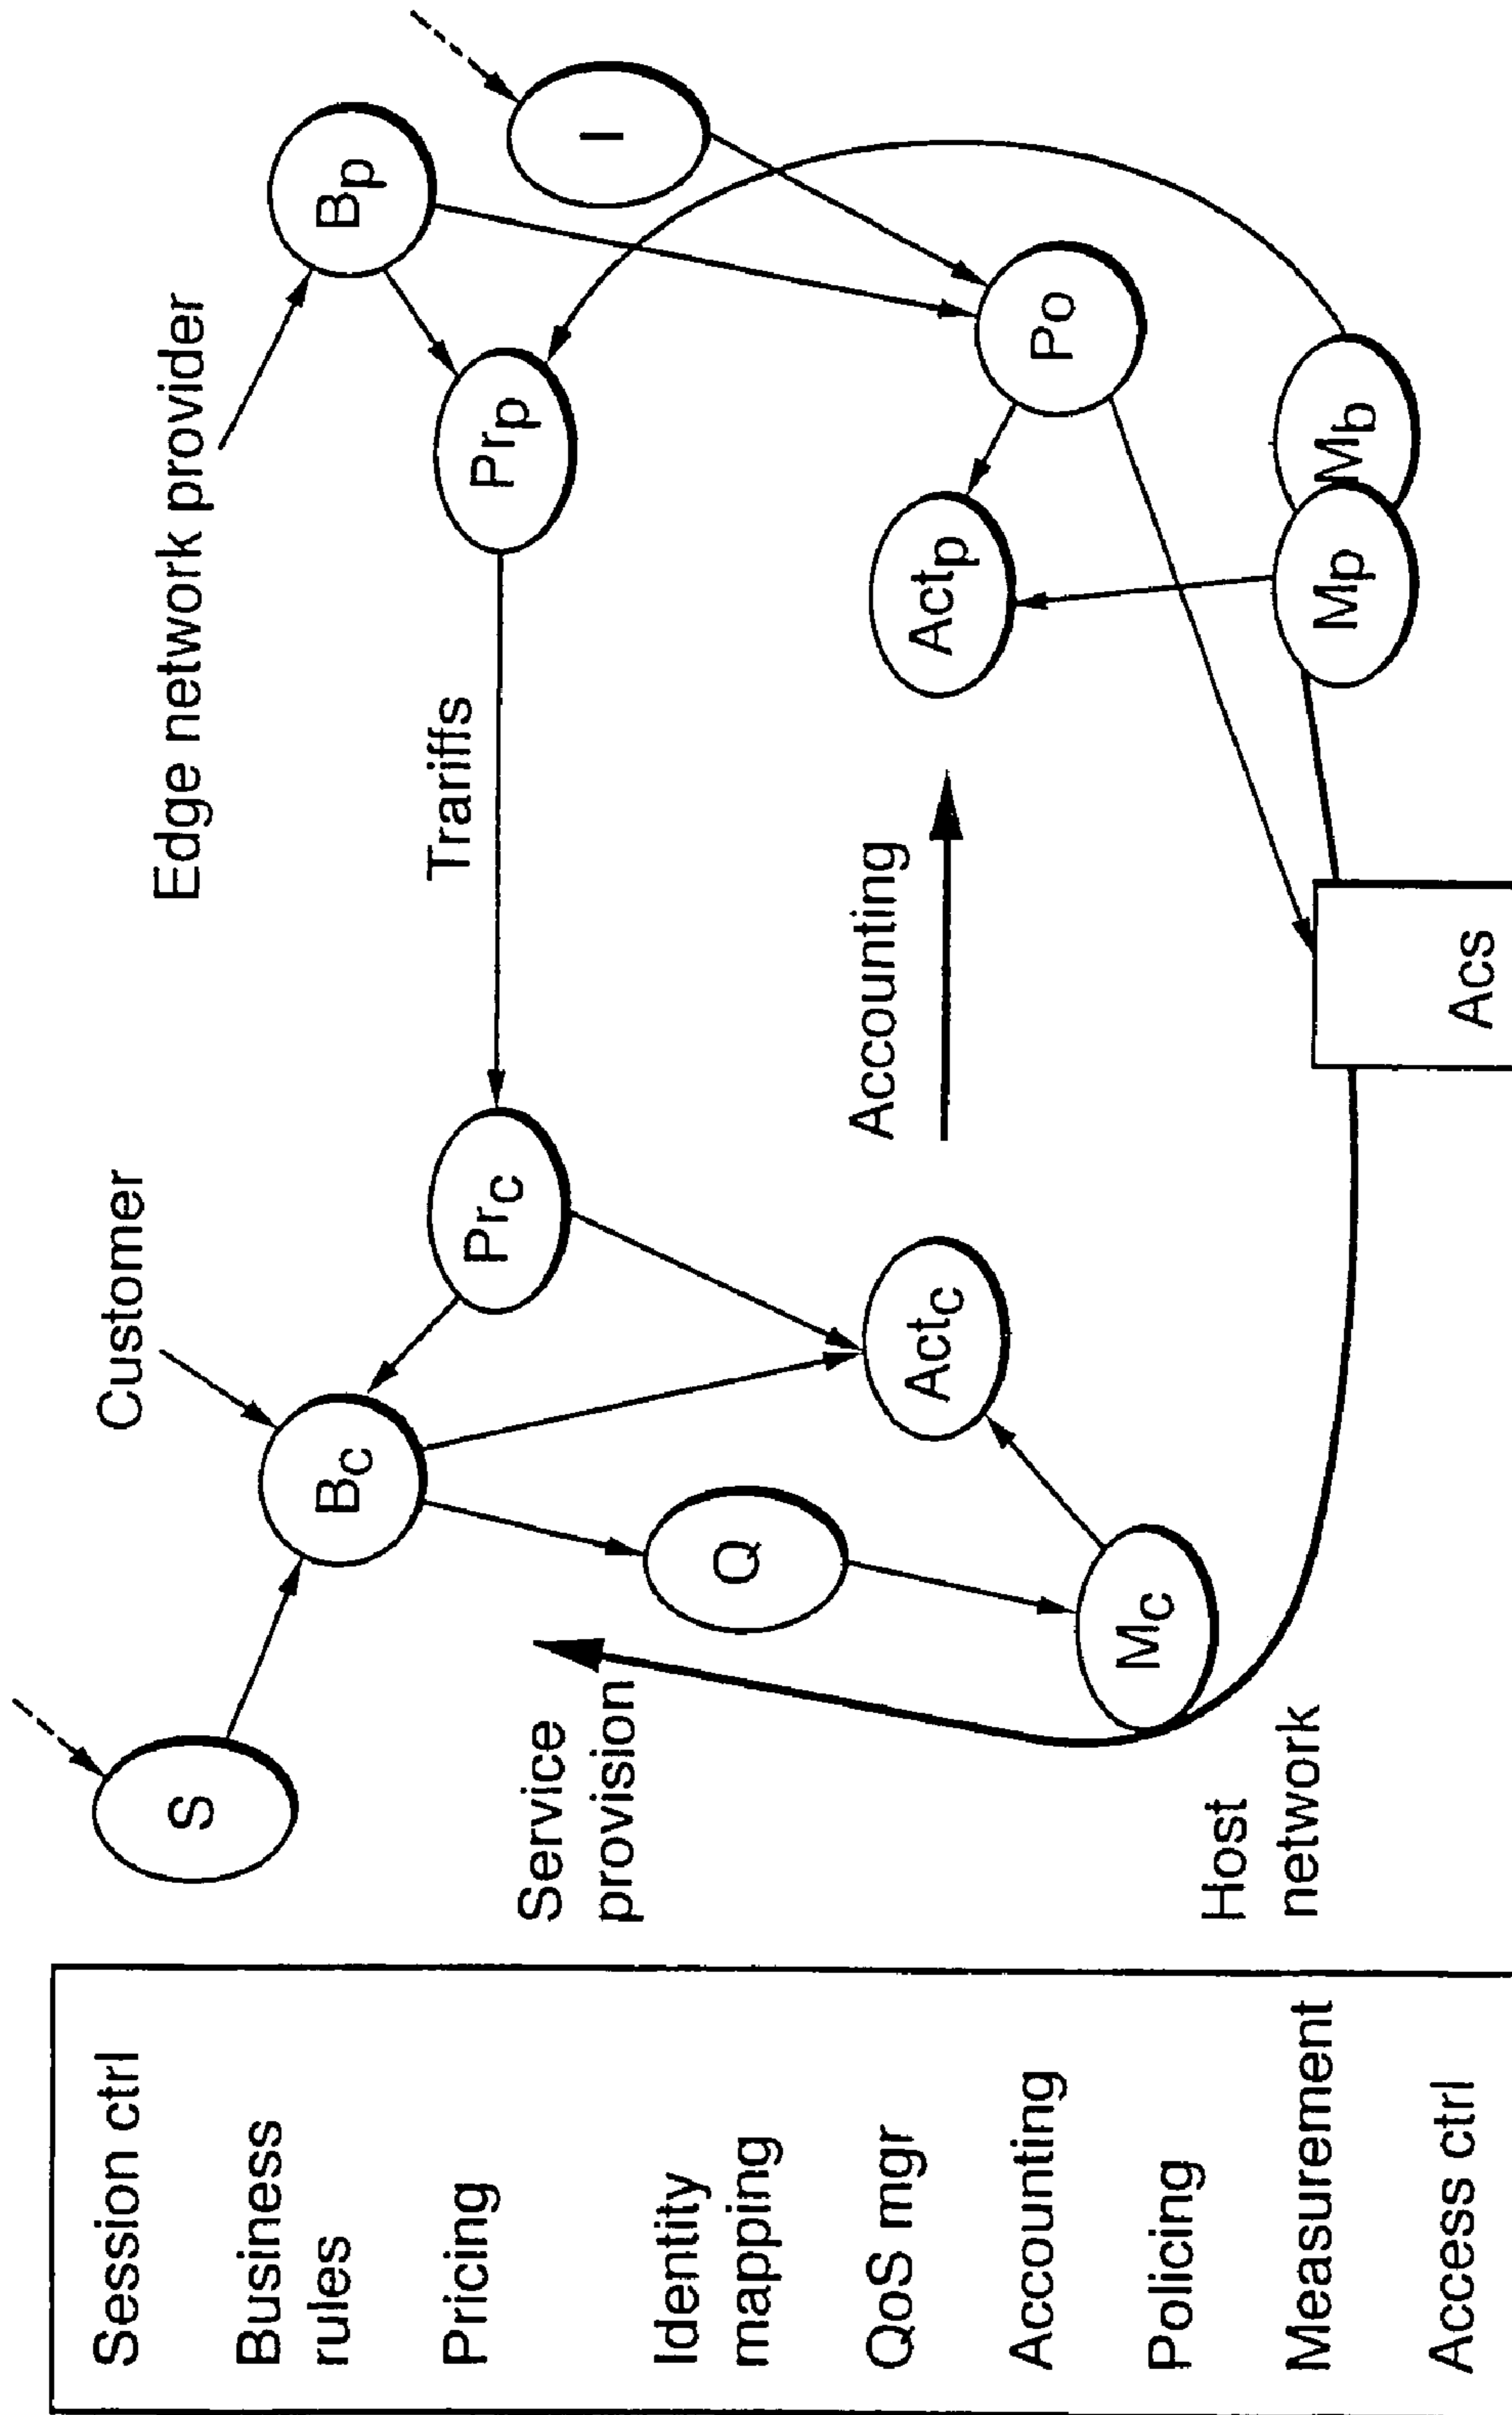 Session ctrl
Business
rules
Pricing
Identity
mapping
QoS mgr
Accounting
Policing
Measurement
Access ctrl
Customer
Edge network provider
S
Bc
Bp
Prc
Tariffs
Prp
I
Service
provision
Q
Accounting
Actc
Actp
Po
Host
network
Mc
Mp
Mb
Acs